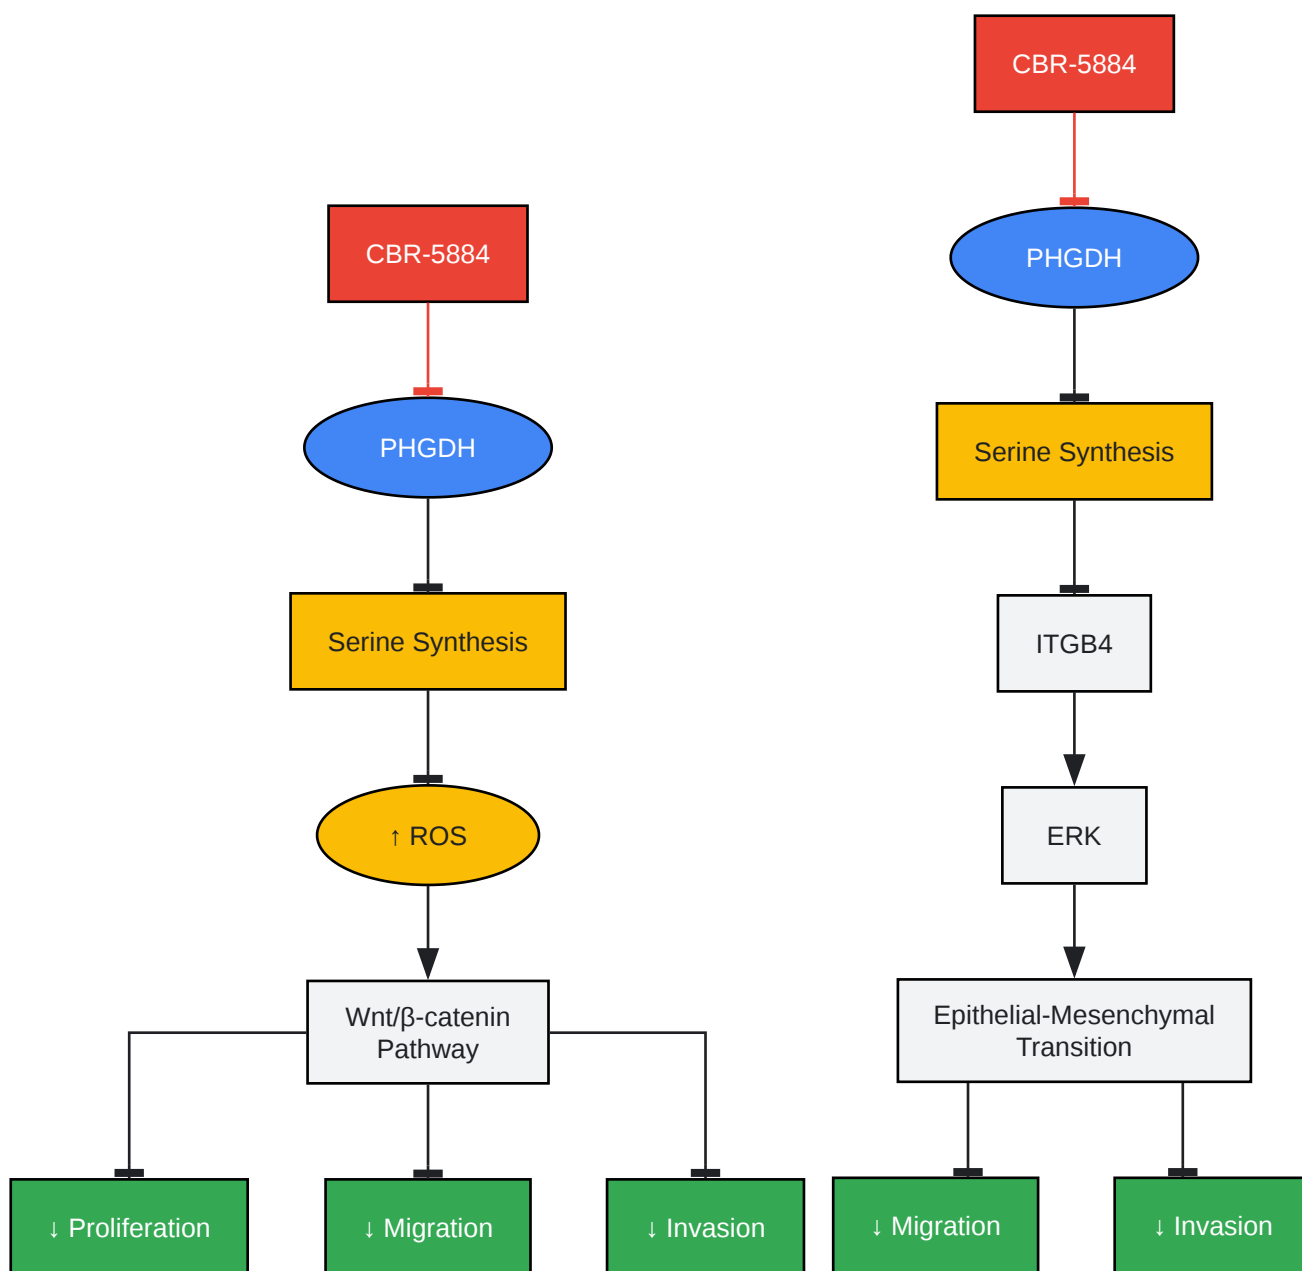 CBR-5884
PHGDH
Serine Synthesis
↑ ROS
Wnt/β-catenin
Pathway
↓ Proliferation
↓ Migration
↓ Invasion
CBR-5884
PHGDH
Serine Synthesis
ITGB4
ERK
Epithelial-Mesenchymal
Transition
↓ Migration
↓ Invasion